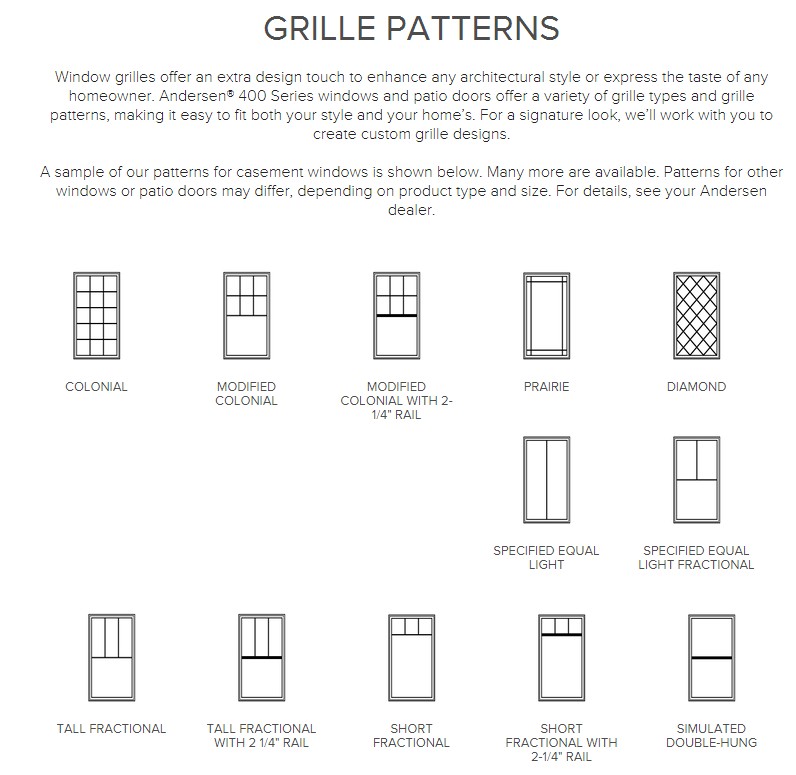 GRILLE PATTERNS
Window grilles offer an extra design touch to enhance any architectural style or express the taste of any
homeowner. Andersen® 400 Series windows and patio doors offer a variety of grille types and grille
patterns, making it easy to fit both your style and your home's. For a signature look, we'll work with you to
create custom grille designs.
A sample of our patterns for casement windows is shown below. Many more are available. Patterns for other
windows or patio doors may differ, depending on product type and size. For details, see your Andersen
dealer.
COLONIAL
MODIFIED
COLONIAL
MODIFIED
COLONIAL WITH 2-
1/4" RAIL
PRAIRIE
DIAMOND
SPECIFIED EQUAL
LIGHT
SPECIFIED EQUAL
LIGHT FRACTIONAL
TALL FRACTIONAL
TALL FRACTIONAL
WITH 2 1/4" RAIL
SHORT
FRACTIONAL
SHORT
FRACTIONAL WITH
2-1/4" RAIL
SIMULATED
DOUBLE-HUNG